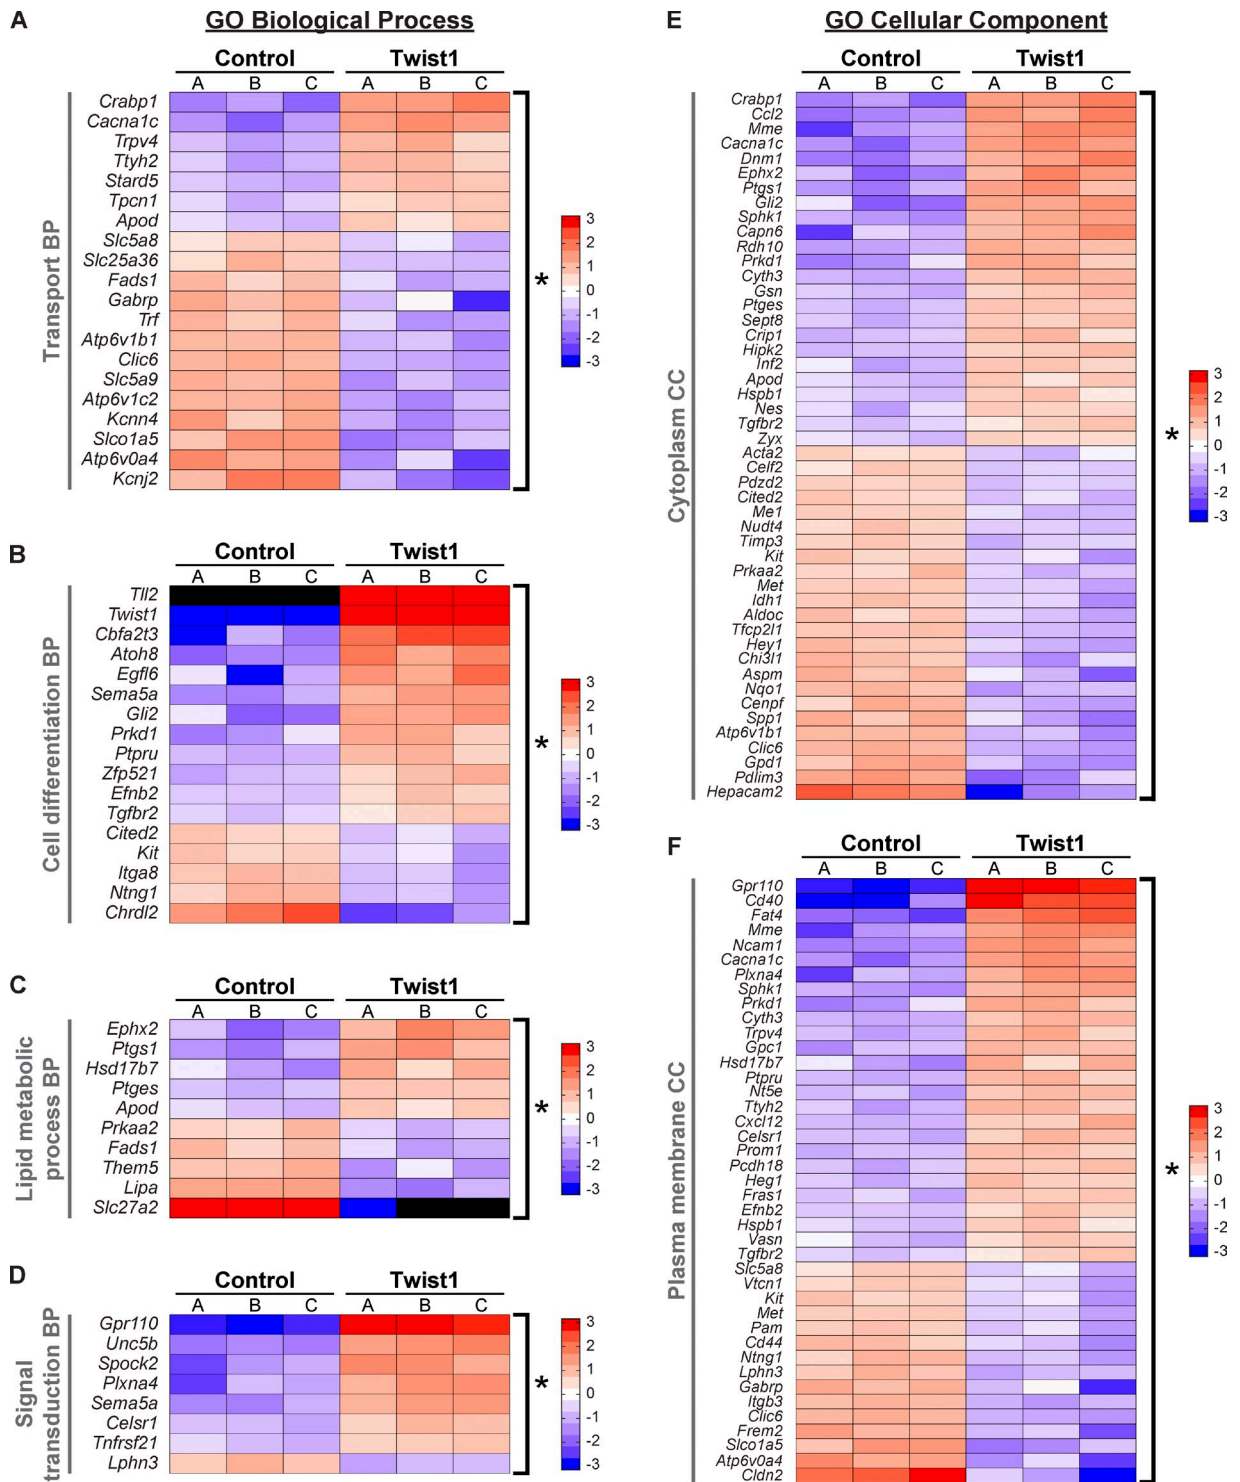 A
GO Biological Process
Control Twist1
A B C A B C
Transport BP
Crabp1
Cacna1c
Trpv4
Ttyh2
Stard5
Tpcn1
Apod
Slc5a8
Slc25a36
Fads1
Gabrp
Trf
Atp6v1b1
Clic6
Slc5a9
Atp6v1c2
Kcnn4
Slco1a5
Atp6v0a4
Kcnj2
3
2
1
0
-1
-2
-3
*
B
Control Twist1
A B C A B C
Cell differentiation BP
Tll2
Twist1
Cbfa2t3
Atoh8
Egfl6
Sema5a
Gli2
Prkd1
Ptpru
Zfp521
Efnb2
Tgfbr2
Cited2
Kit
Itga8
Ntng1
Chrdl2
3
2
1
0
-1
-2
-3
*
C
Control Twist1
A B C A B C
Lipid metabolic
process BP
Ephx2
Ptgs1
Hsd17b7
Ptges
Apod
Prkaa2
Fads1
Them5
Lipa
Slc27a2
3
2
1
0
-1
-2
-3
*
D
Control Twist1
A B C A B C
Signal
transduction BP
Gpr110
Unc5b
Spock2
Plxna4
Sema5a
Celsr1
Tnfrsf21
Lphn3
3
2
1
0
-1
-2
-3
*
E
GO Cellular Component
Control Twist1
A B C A B C
Cytoplasm CC
Crabp1
Ccl2
Mme
Cacna1c
Dnm1
Ephx2
Ptgs1
Gli2
Sphk1
Capn6
Rdh10
Prkd1
Cyth3
Gsn
Ptges
Sept8
Crip1
Hipk2
Inf2
Apod
Hspb1
Nes
Tgfbr2
Zyx
Acta2
Celf2
Pdzd2
Cited2
Me1
Nudt4
Timp3
Kit
Prkaa2
Met
Idh1
Aldoc
Tfcp2l1
Hey1
Chi3l1
Aspm
Nqo1
Cenpf
Spp1
Atp6v1b1
Clic6
Gpd1
Pdlim3
Hepacam2
3
2
1
0
-1
-2
-3
*
F
Control Twist1
A B C A B C
Plasma membrane CC
Gpr110
Cd40
Fat4
Mme
Ncam1
Cacna1c
Plxna4
Sphk1
Prkd1
Cyth3
Trpv4
Gpc1
Hsd17b7
Ptpru
Nt5e
Ttyh2
Cxcl12
Celsr1
Prom1
Pcdh18
Heg1
Fras1
Efnb2
Hspb1
Vasn
Tgfbr2
Slc5a8
Vtcn1
Kit
Met
Pam
Cd44
Ntng1
Lphn3
Gabrp
Itgb3
Clic6
Frem2
Slco1a5
Atp6v0a4
Cldn2
3
2
1
0
-1
-2
-3
*